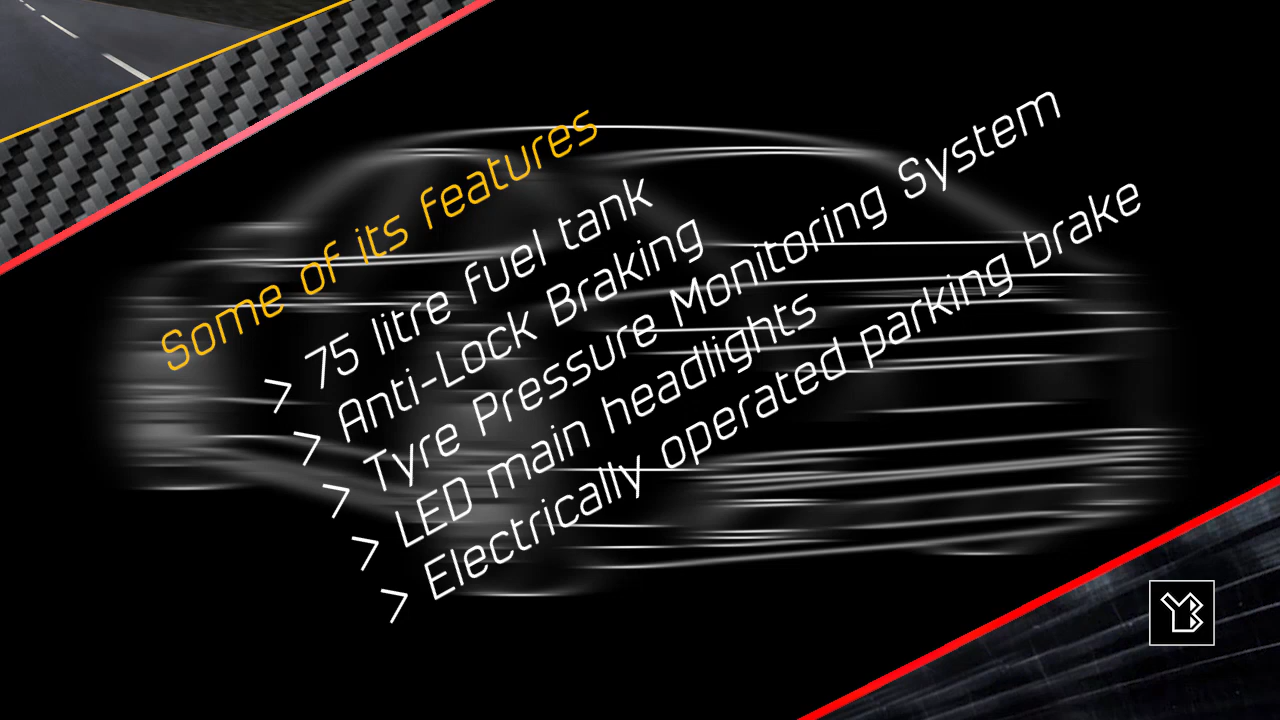 Some of its features
> 75 litre fuel tank
> Anti-Lock Braking
> Tyre Pressure Monitoring System
> LED main headlights
> Electrically operated parking brake
YB